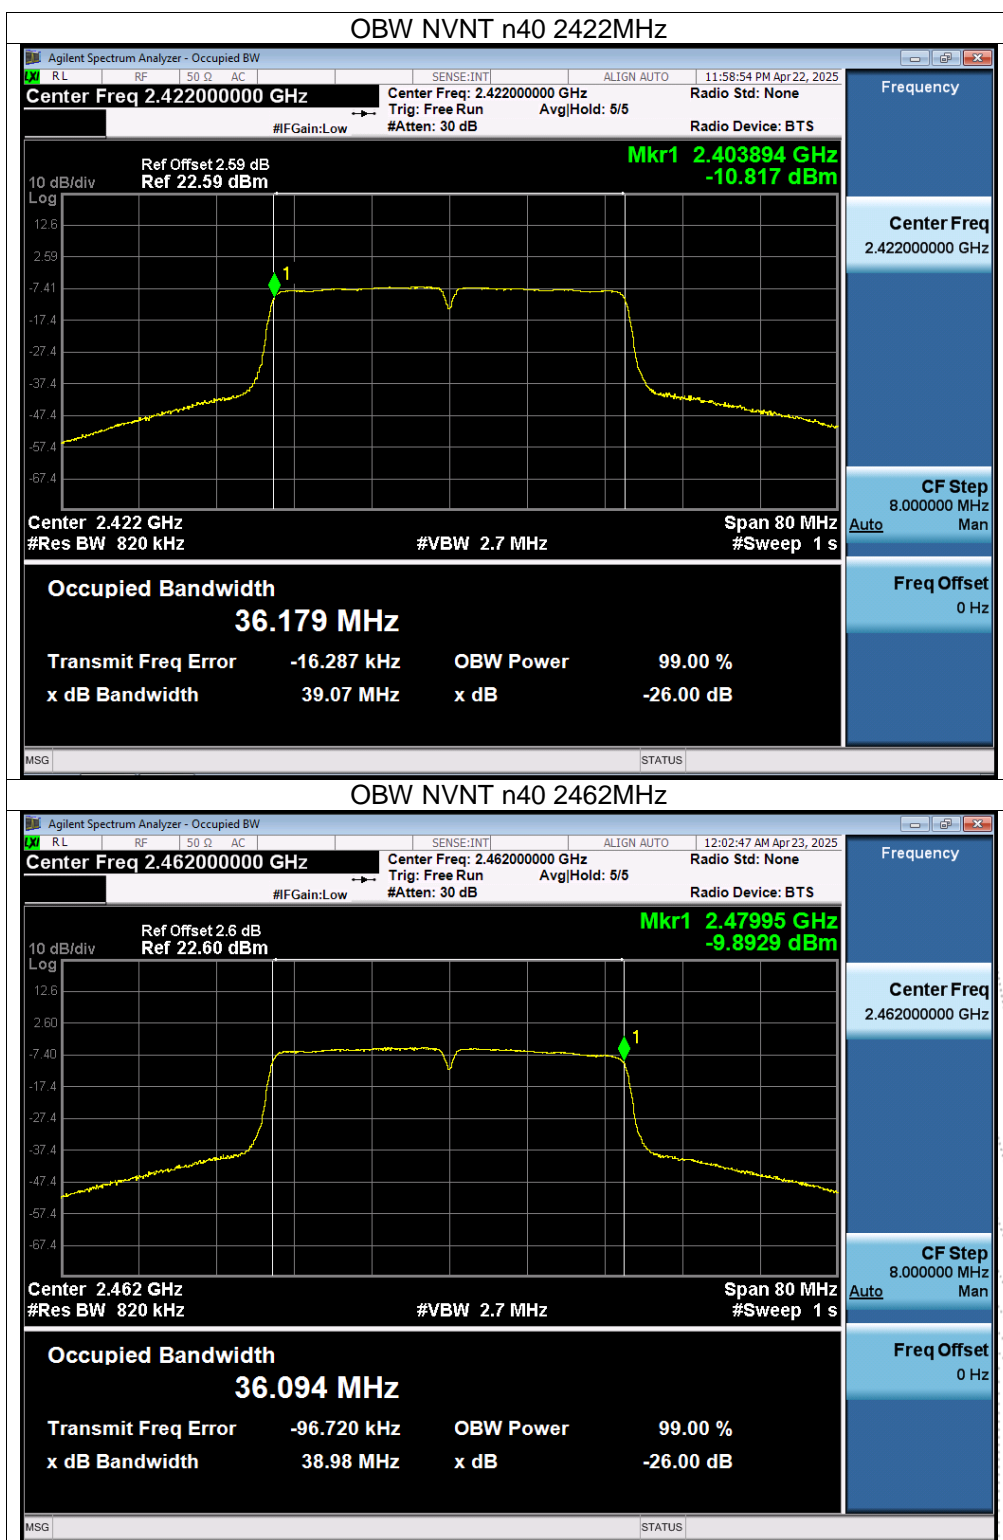 OBW NVNT n40 2422MHz
Agilent Spectrum Analyzer - Occupied BW
LXI RL RF 50 Ω AC SENSE:INT ALIGN AUTO 11:58:54 PM Apr 22, 2025
Center Freq 2.422000000 GHz
Center Freq: 2.422000000 GHz Radio Std: None
Trig: Free Run Avg|Hold: 5/5
#IFGain:Low #Atten: 30 dB Radio Device: BTS
Mkr1 2.403894 GHz
-10.817 dBm
Ref Offset 2.59 dB
10 dB/div Ref 22.59 dBm
Log
12.6
2.59
-7.41
-17.4
-27.4
-37.4
-47.4
-57.4
-67.4
1
Center 2.422 GHz Span 80 MHz
#Res BW 820 kHz #VBW 2.7 MHz #Sweep 1 s
Occupied Bandwidth
36.179 MHz
Transmit Freq Error -16.287 kHz OBW Power 99.00 %
x dB Bandwidth 39.07 MHz x dB -26.00 dB
MSG STATUS
Frequency
Center Freq
2.422000000 GHz
CF Step
8.000000 MHz
Auto Man
Freq Offset
0 Hz
OBW NVNT n40 2462MHz
Agilent Spectrum Analyzer - Occupied BW
LXI RL RF 50 Ω AC SENSE:INT ALIGN AUTO 12:02:47 AM Apr 23, 2025
Center Freq 2.462000000 GHz
Center Freq: 2.462000000 GHz Radio Std: None
Trig: Free Run Avg|Hold: 5/5
#IFGain:Low #Atten: 30 dB Radio Device: BTS
Mkr1 2.47995 GHz
-9.8929 dBm
Ref Offset 2.6 dB
10 dB/div Ref 22.60 dBm
Log
12.6
2.60
-7.40
-17.4
-27.4
-37.4
-47.4
-57.4
-67.4
1
Center 2.462 GHz Span 80 MHz
#Res BW 820 kHz #VBW 2.7 MHz #Sweep 1 s
Occupied Bandwidth
36.094 MHz
Transmit Freq Error -96.720 kHz OBW Power 99.00 %
x dB Bandwidth 38.98 MHz x dB -26.00 dB
MSG STATUS
Frequency
Center Freq
2.462000000 GHz
CF Step
8.000000 MHz
Auto Man
Freq Offset
0 Hz